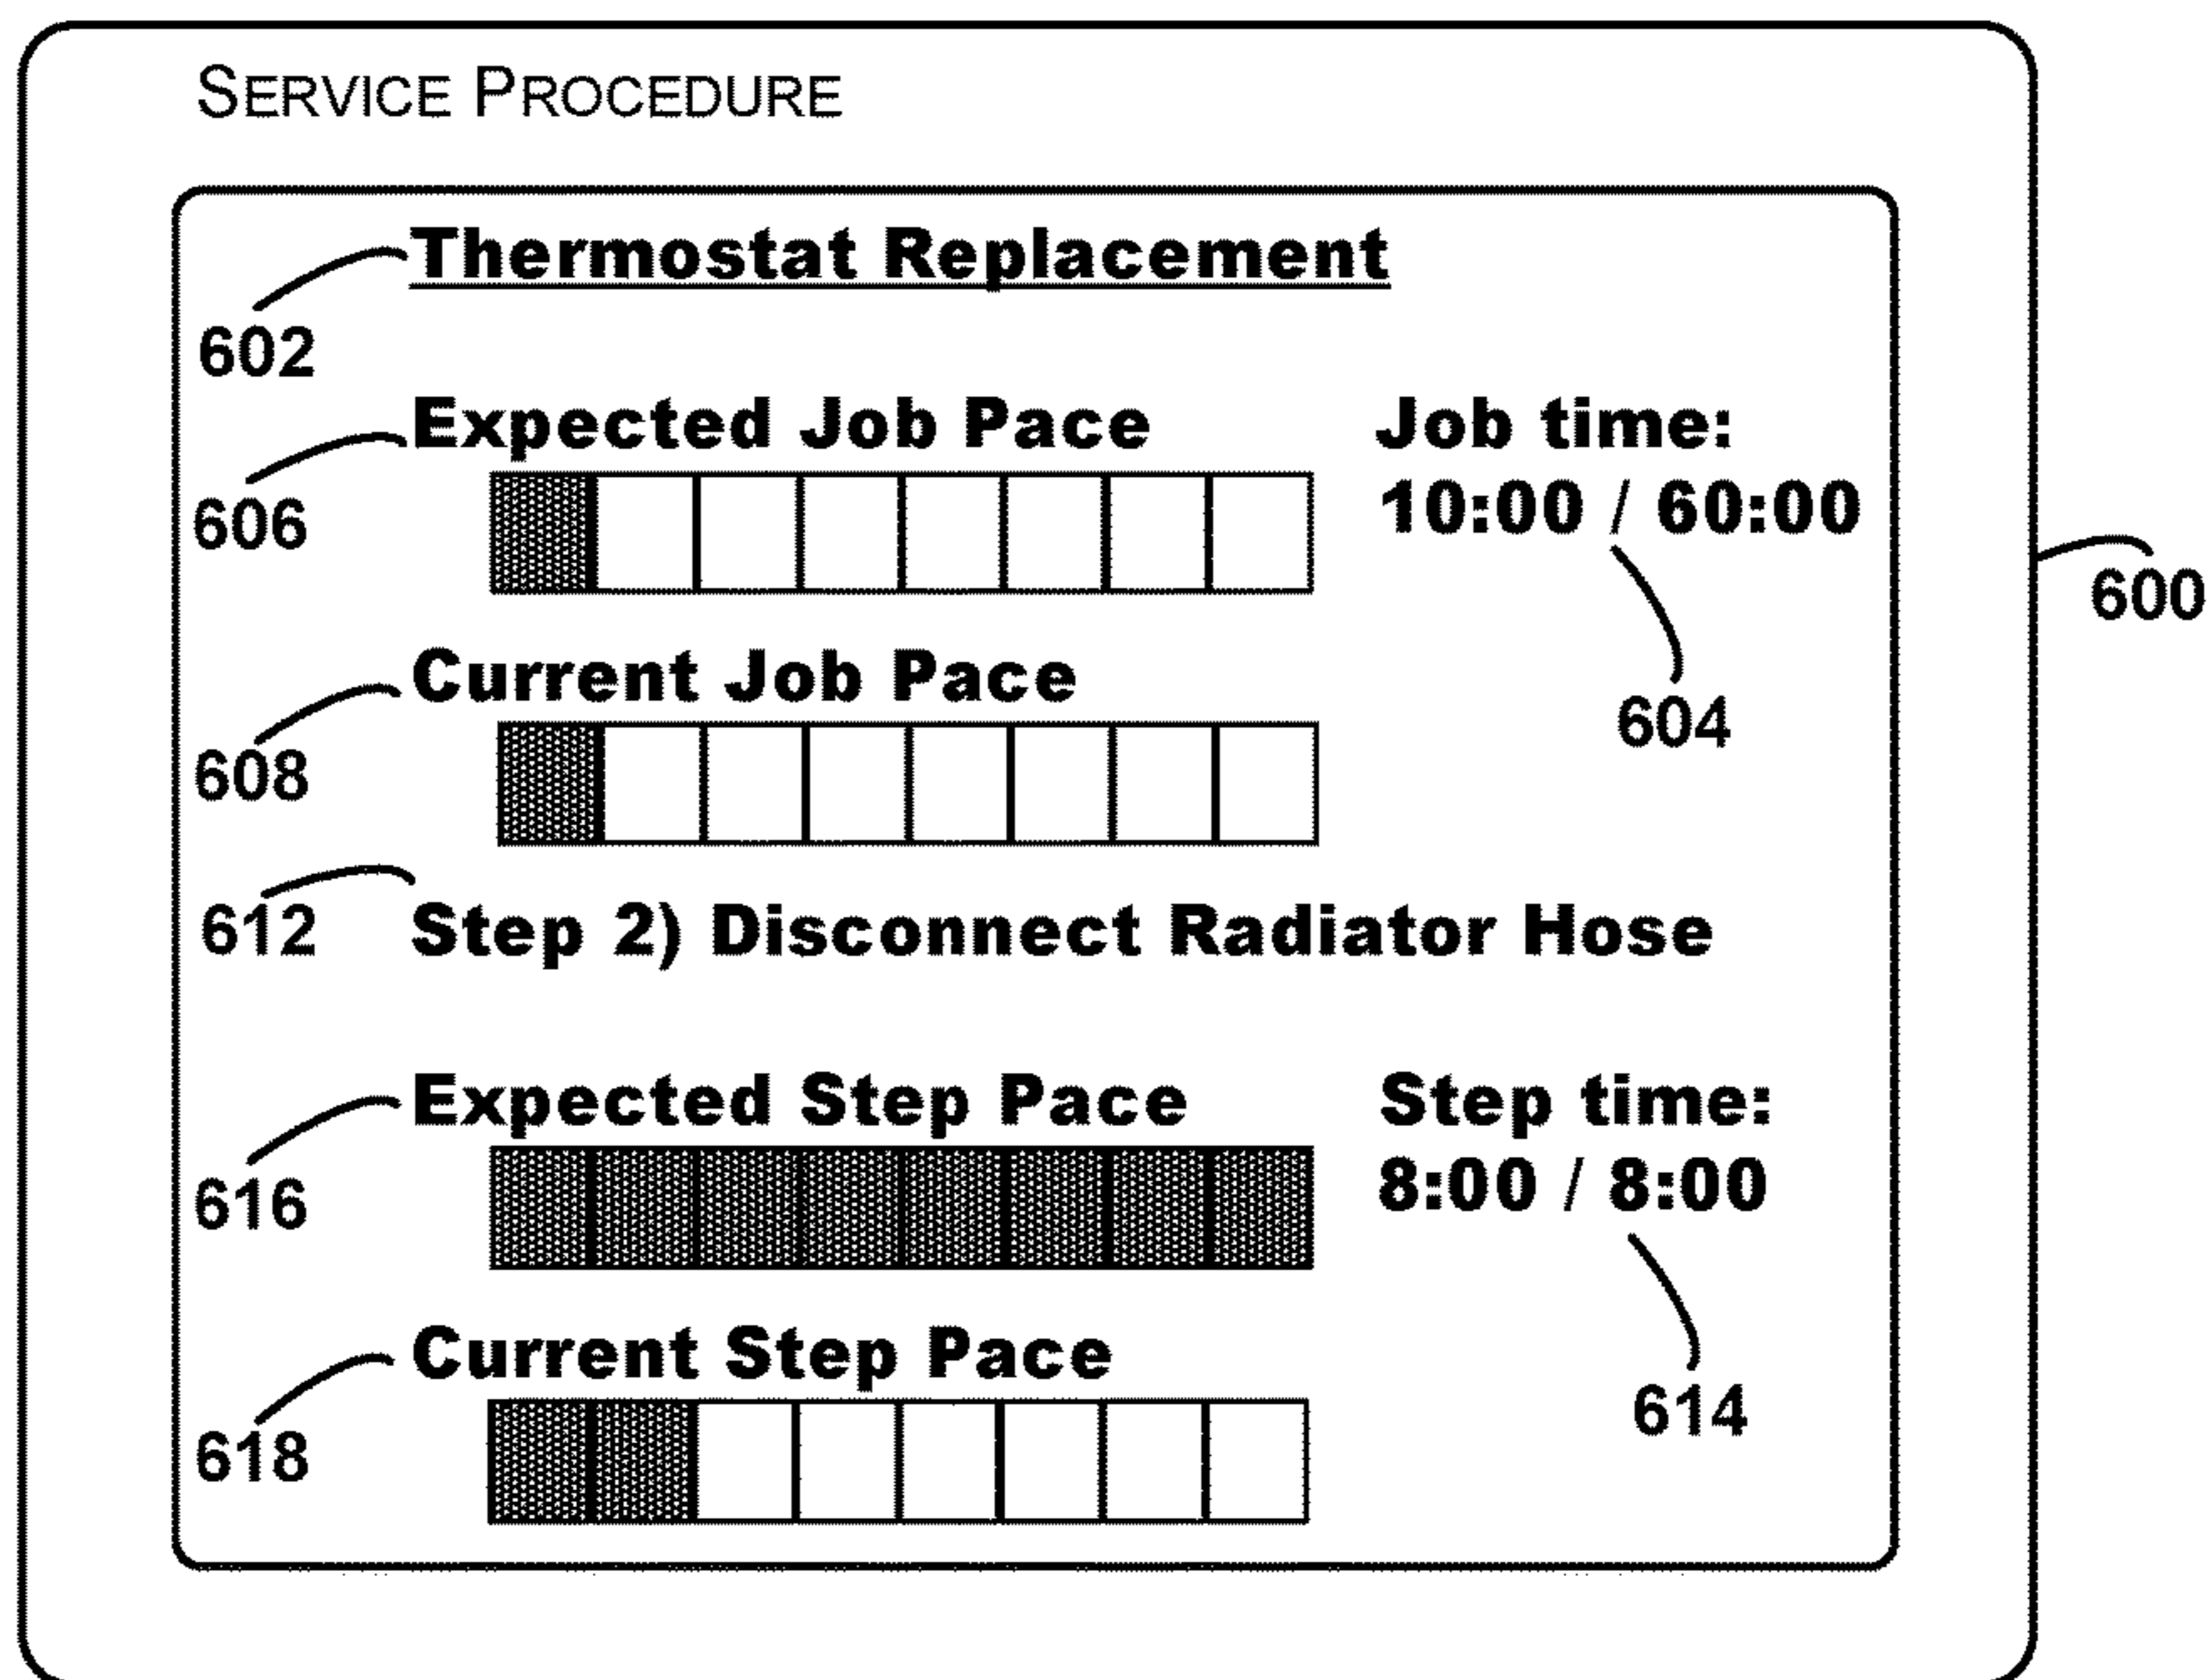 SERVICE PROCEDURE
Thermostat Replacement
602
Expected Job Pace
606
Job time:
10:00 / 60:00
604
600
Current Job Pace
608
612
Step 2) Disconnect Radiator Hose
Expected Step Pace
616
Step time:
8:00 / 8:00
614
Current Step Pace
618